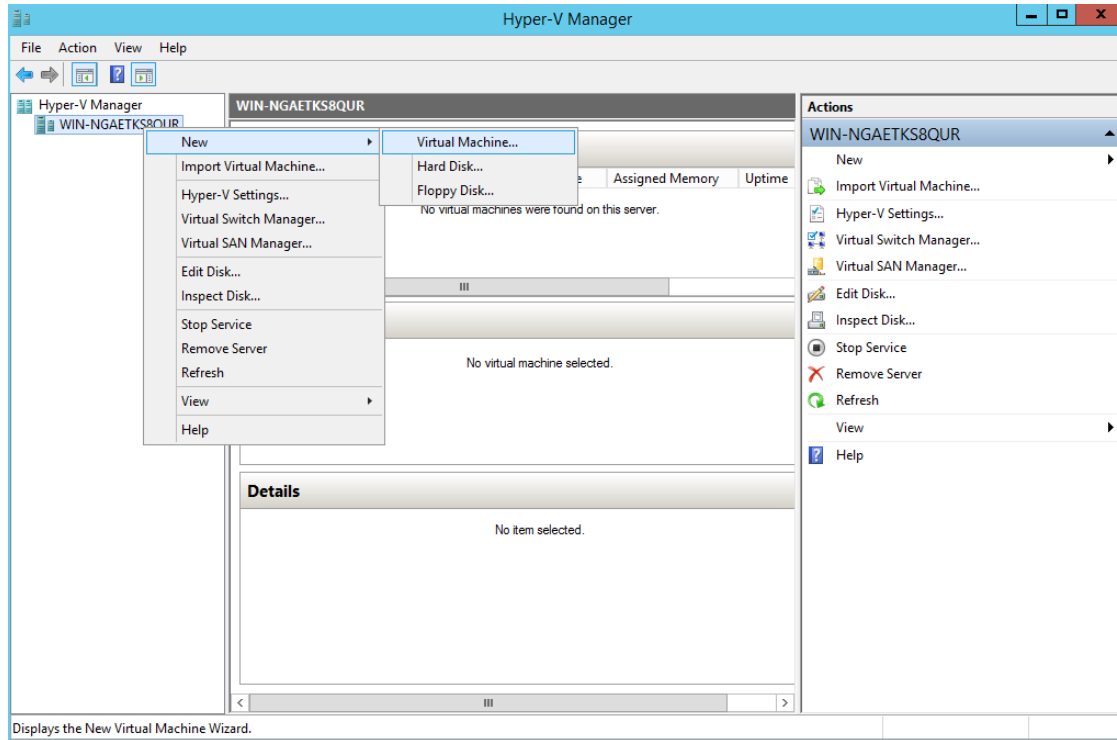 Hyper-V Manager
File Action View Help
Hyper-V Manager
WIN-NGAETKS8QUR
New
Import Virtual Machine...
Hyper-V Settings...
Virtual Switch Manager...
Virtual SAN Manager...
Edit Disk...
Inspect Disk...
Stop Service
Remove Server
Refresh
View
Help
Virtual Machine...
Hard Disk...
Floppy Disk...
WIN-NGAETKS8QUR
Assigned Memory Uptime
No virtual machines were found on this server.
No virtual machine selected.
Details
No item selected.
Actions
WIN-NGAETKS8QUR
New
Import Virtual Machine...
Hyper-V Settings...
Virtual Switch Manager...
Virtual SAN Manager...
Edit Disk...
Inspect Disk...
Stop Service
Remove Server
Refresh
View
Help
Displays the New Virtual Machine Wizard.